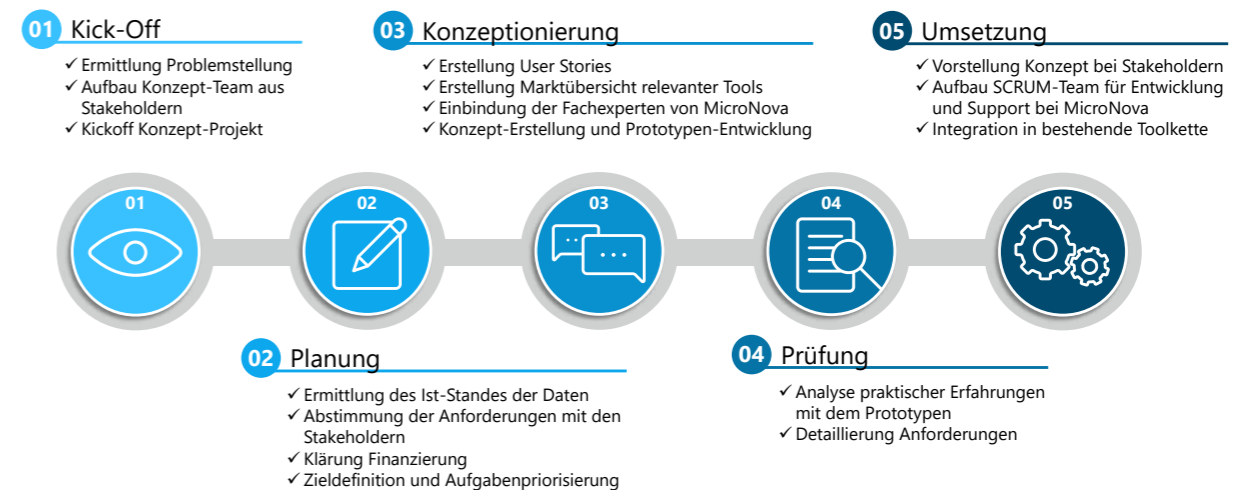 01 Kick-Off
✓ Ermittlung Problemstellung
✓ Aufbau Konzept-Team aus
Stakeholdern
✓ Kickoff Konzept-Projekt
03 Konzeptionierung
✓ Erstellung User Stories
✓ Erstellung Marktübersicht relevanter Tools
✓ Einbindung der Fachexperten von MicroNova
✓ Konzept-Erstellung und Prototypen-Entwicklung
05 Umsetzung
✓ Vorstellung Konzept bei Stakeholdern
✓ Aufbau SCRUM-Team für Entwicklung
und Support bei MicroNova
✓ Integration in bestehende Toolkette
01
02
03
04
05
02 Planung
✓ Ermittlung des Ist-Standes der Daten
✓ Abstimmung der Anforderungen mit den
Stakeholdern
✓ Klärung Finanzierung
✓ Zieldefinition und Aufgabenpriorisierung
04 Prüfung
✓ Analyse praktischer Erfahrungen
mit dem Prototypen
✓ Detaillierung Anforderungen